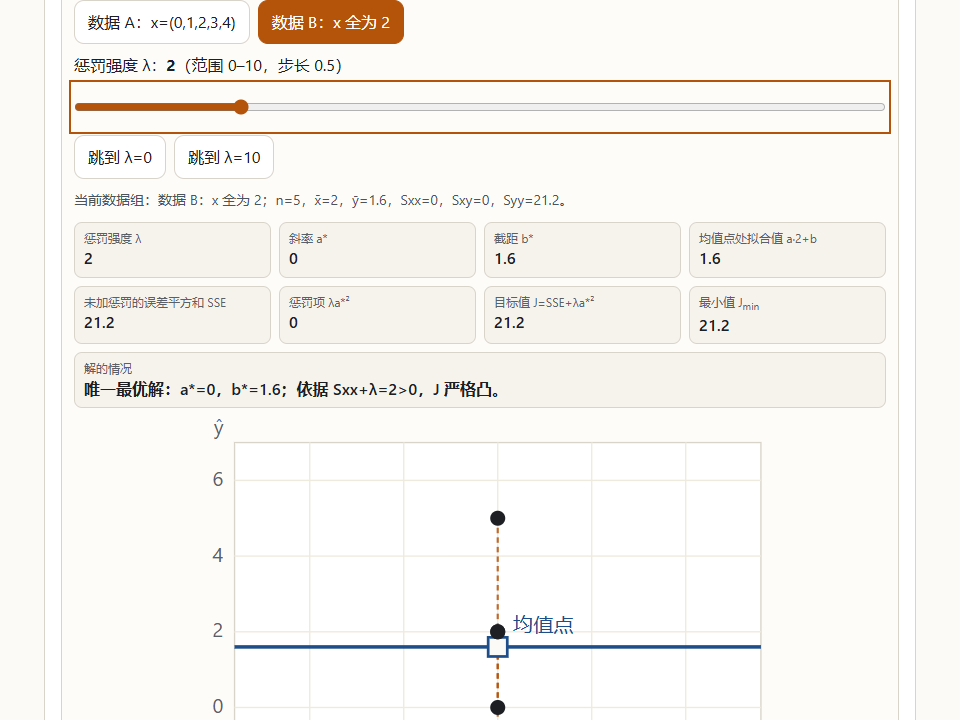 数据 A：x=(0,1,2,3,4)
数据 B：x 全为 2
惩罚强度 λ：2（范围 0–10，步长 0.5）
跳到 λ=0
跳到 λ=10
当前数据组：数据 B：x 全为 2；n=5，x̄=2，ȳ=1.6，Sxx=0，Sxy=0，Syy=21.2。
惩罚强度 λ
2
斜率 a*
0
截距 b*
1.6
均值点处拟合值 a·2+b
1.6
未加惩罚的误差平方和 SSE
21.2
惩罚项 λa*²
0
目标值 J=SSE+λa*²
21.2
最小值 Jmin
21.2
解的情况
唯一最优解：a*=0，b*=1.6；依据 Sxx+λ=2>0，J 严格凸。
ŷ
6
4
2
均值点
0